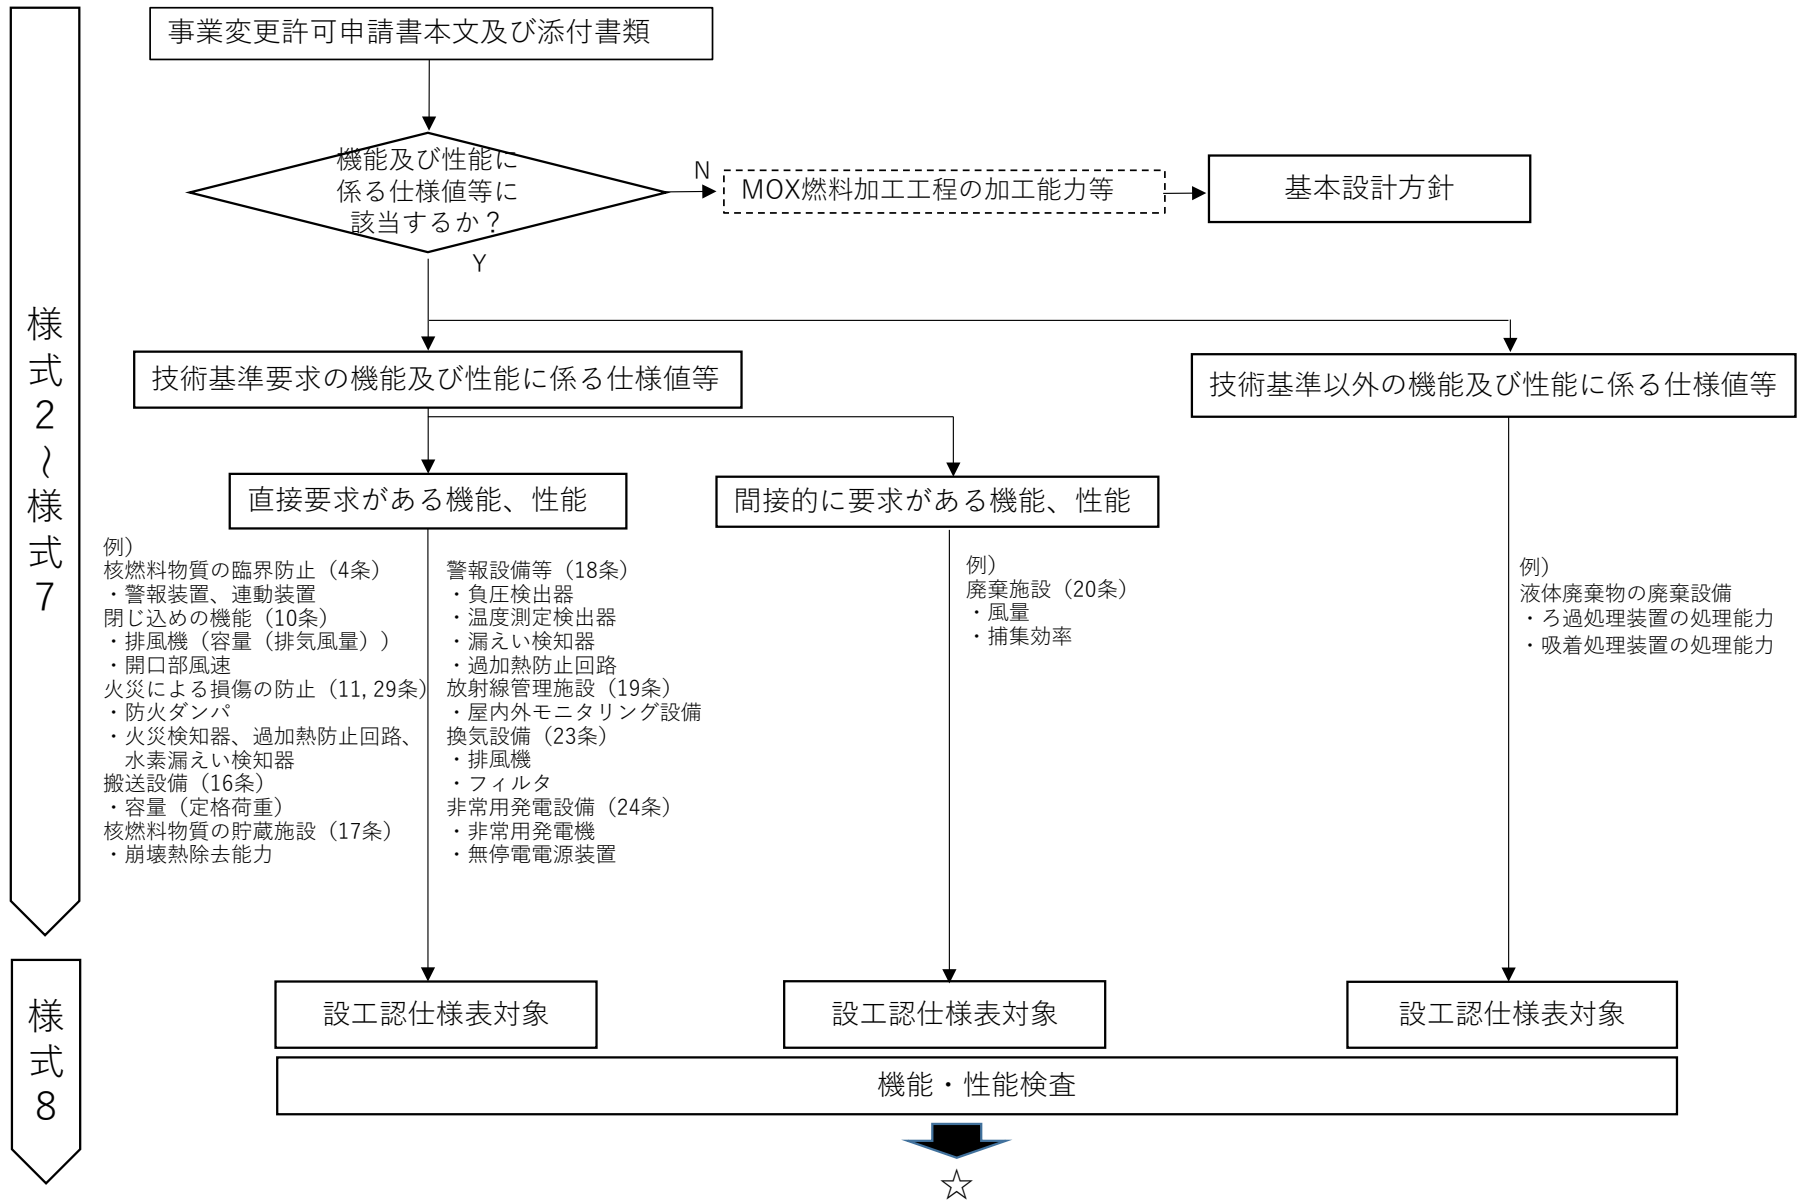 事業変更許可申請書本文及び添付書類
機能及び性能に
係る仕様値等に
該当するか？
N
MOX燃料加工工程の加工能力等
基本設計方針
Y
様式2～様式7
技術基準要求の機能及び性能に係る仕様値等
技術基準以外の機能及び性能に係る仕様値等
直接要求がある機能、性能
間接的に要求がある機能、性能
例）
核燃料物質の臨界防止（4条）
・警報装置、連動装置
閉じ込めの機能（10条）
・排風機（容量（排気風量））
・開口部風速
火災による損傷の防止（11, 29条）
・防火ダンパ
・火災検知器、過加熱防止回路、
水素漏えい検知器
搬送設備（16条）
・容量（定格荷重）
核燃料物質の貯蔵施設（17条）
・崩壊熱除去能力
警報設備等（18条）
・負圧検出器
・温度測定検出器
・漏えい検知器
・過加熱防止回路
放射線管理施設（19条）
・屋内外モニタリング設備
換気設備（23条）
・排風機
・フィルタ
非常用発電設備（24条）
・非常用発電機
・無停電電源装置
例）
廃棄施設（20条）
・風量
・捕集効率
例）
液体廃棄物の廃棄設備
・ろ過処理装置の処理能力
・吸着処理装置の処理能力
様式8
設工認仕様表対象
設工認仕様表対象
設工認仕様表対象
機能・性能検査
☆